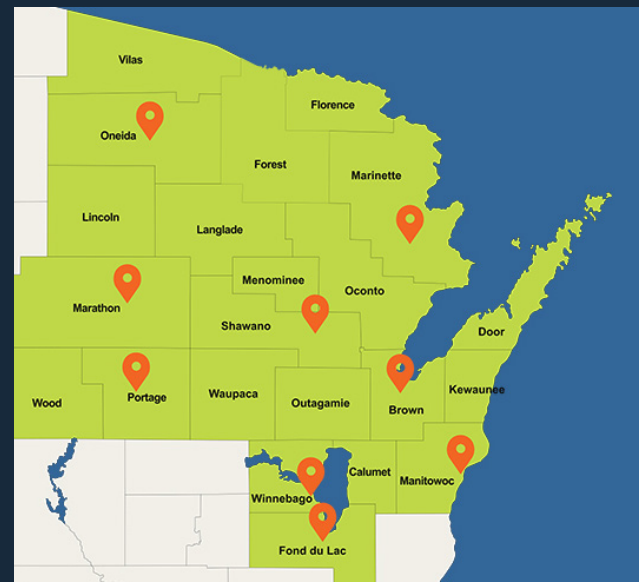 Vilas
Florence
Oneida
Forest
Marinette
Lincoln
Langlade
Menominee
Oconto
Marathon
Shawano
Door
Kewaunee
Wood
Portage
Waupaca
Outagamie
Brown
Calumet
Manitowoc
Winnebago
Fond du Lac